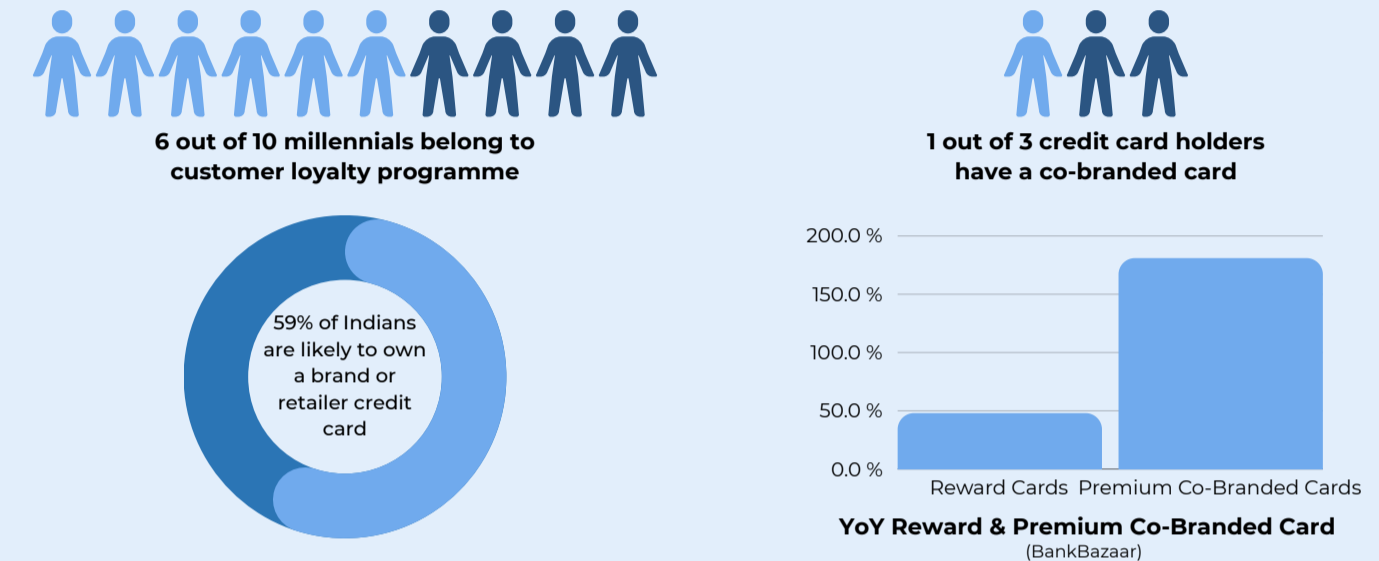 6 out of 10 millennials belong to
customer loyalty programme
1 out of 3 credit card holders
have a co-branded card
59% of Indians
are likely to own
a brand or
retailer credit
card
200.0 %
150.0 %
100.0 %
50.0 %
0.0 %
Reward Cards Premium Co-Branded Cards
YoY Reward & Premium Co-Branded Card
(BankBazaar)